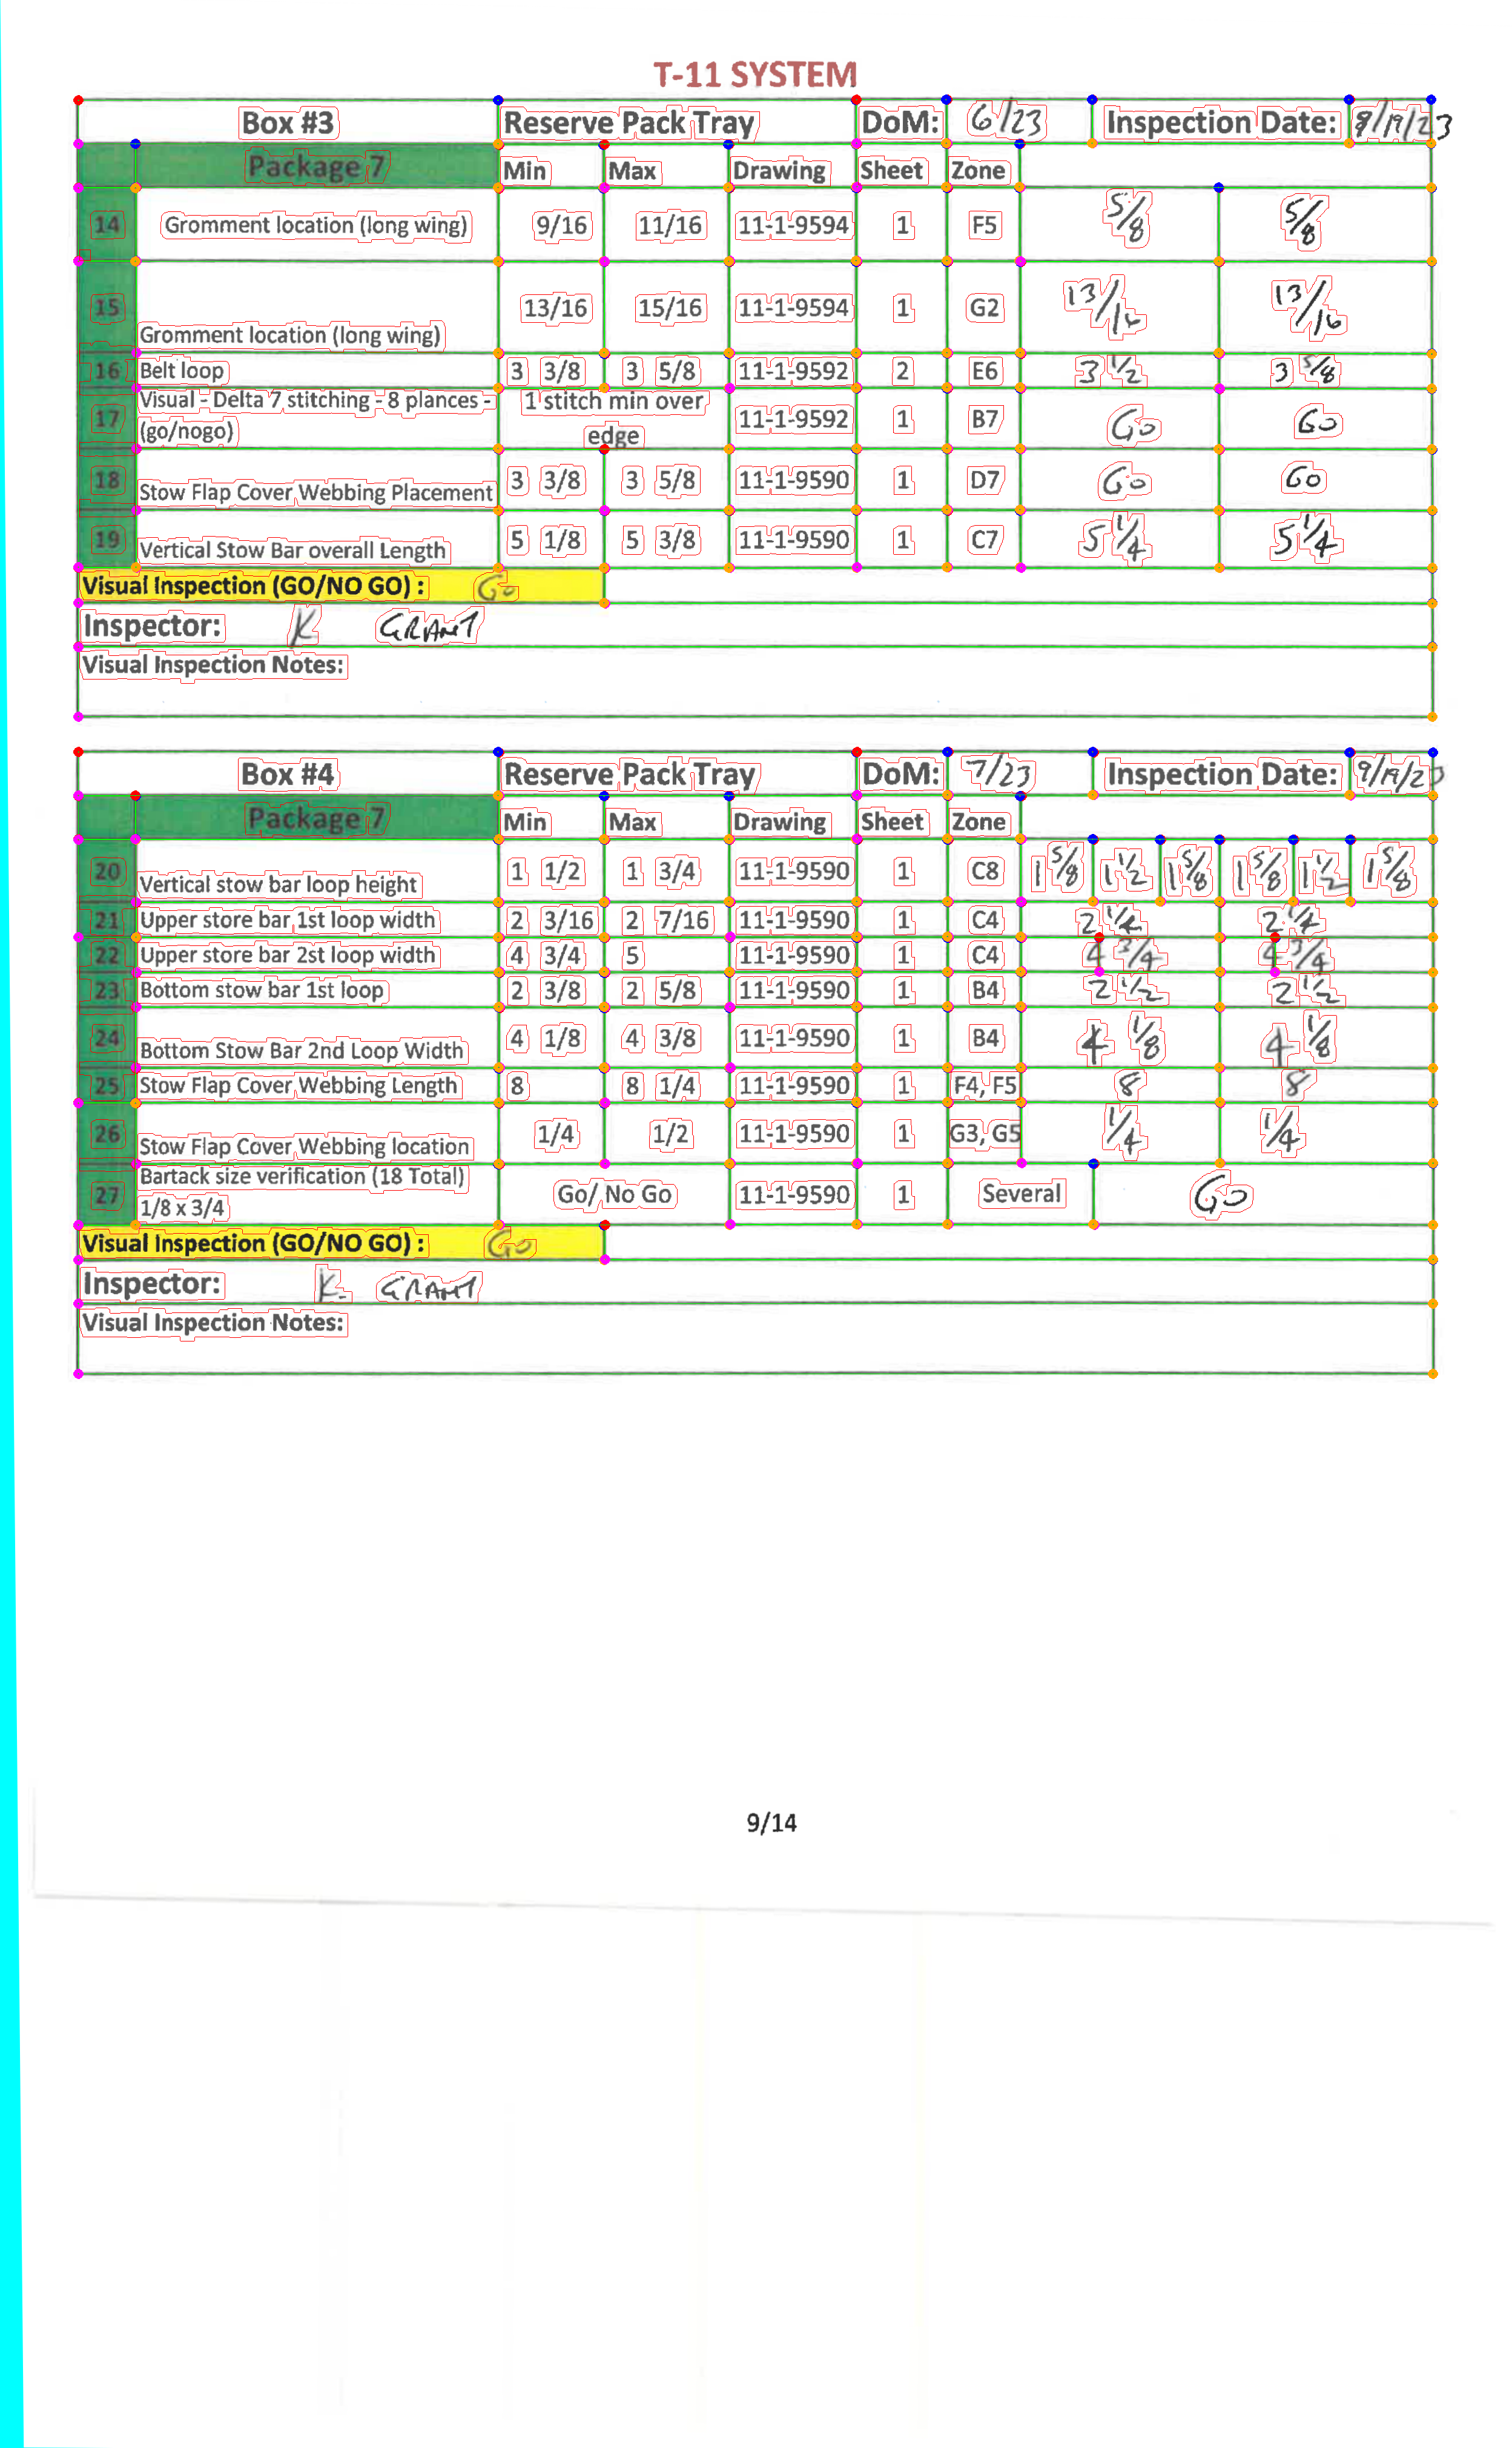 T-11 SYSTEM
Box #3 Reserve Pack Tray DoM: 6/23 Inspection Date: 9/19/23
Package 7 Min Max Drawing Sheet Zone
14 Gromment location (long wing) 9/16 11/16 11-1-9594 1 F5 5/8 5/8
15 Gromment location (long wing) 13/16 15/16 11-1-9594 1 G2 13/16 13/16
16 Belt loop 3 3/8 3 5/8 11-1-9592 2 E6 3 1/2 3 5/8
17 Visual - Delta 7 stitching - 8 plances -
(go/nogo) 1 stitch min over
edge 11-1-9592 1 B7 Go Go
18 Stow Flap Cover Webbing Placement 3 3/8 3 5/8 11-1-9590 1 D7 Go Go
19 Vertical Stow Bar overall Length 5 1/8 5 3/8 11-1-9590 1 C7 5 1/4 5 1/4
Visual Inspection (GO/NO GO) : Go
Inspector: K GRANT
Visual Inspection Notes:
Box #4 Reserve Pack Tray DoM: 7/23 Inspection Date: 9/19/23
Package 7 Min Max Drawing Sheet Zone
20 Vertical stow bar loop height 1 1/2 1 3/4 11-1-9590 1 C8 1 5/8 1 1/2 1 5/8 1 5/8 1 1/2 1 5/8
21 Upper store bar 1st loop width 2 3/16 2 7/16 11-1-9590 1 C4 2 1/4 2 1/4
22 Upper store bar 2st loop width 4 3/4 5 11-1-9590 1 C4 4 3/4 4 3/4
23 Bottom stow bar 1st loop 2 3/8 2 5/8 11-1-9590 1 B4 2 1/2 2 1/2
24 Bottom Stow Bar 2nd Loop Width 4 1/8 4 3/8 11-1-9590 1 B4 4 1/8 4 1/8
25 Stow Flap Cover Webbing Length 8 8 1/4 11-1-9590 1 F4, F5 8 8
26 Stow Flap Cover Webbing location 1/4 1/2 11-1-9590 1 G3, G5 1/4 1/4
27 Bartack size verification (18 Total)
1/8 x 3/4 Go/ No Go 11-1-9590 1 Several Go
Visual Inspection (GO/NO GO) : Go
Inspector: K. GRANT
Visual Inspection Notes:
9/14